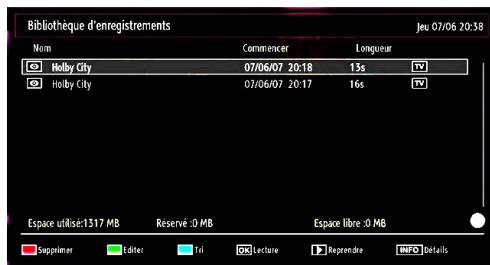 Bibliothèque d'enregistrements Jeu 07/06 20:38
Nom Commencer Longueur
Holby City 07/06/07 20:18 13s TV
Holby City 07/06/07 20:17 16s TV
Espace utilisé:1317 MB Réservé :0 MB Espace libre :0 MB
Supprimer Editer Tri OK Lecture Reprendre INFO Détails